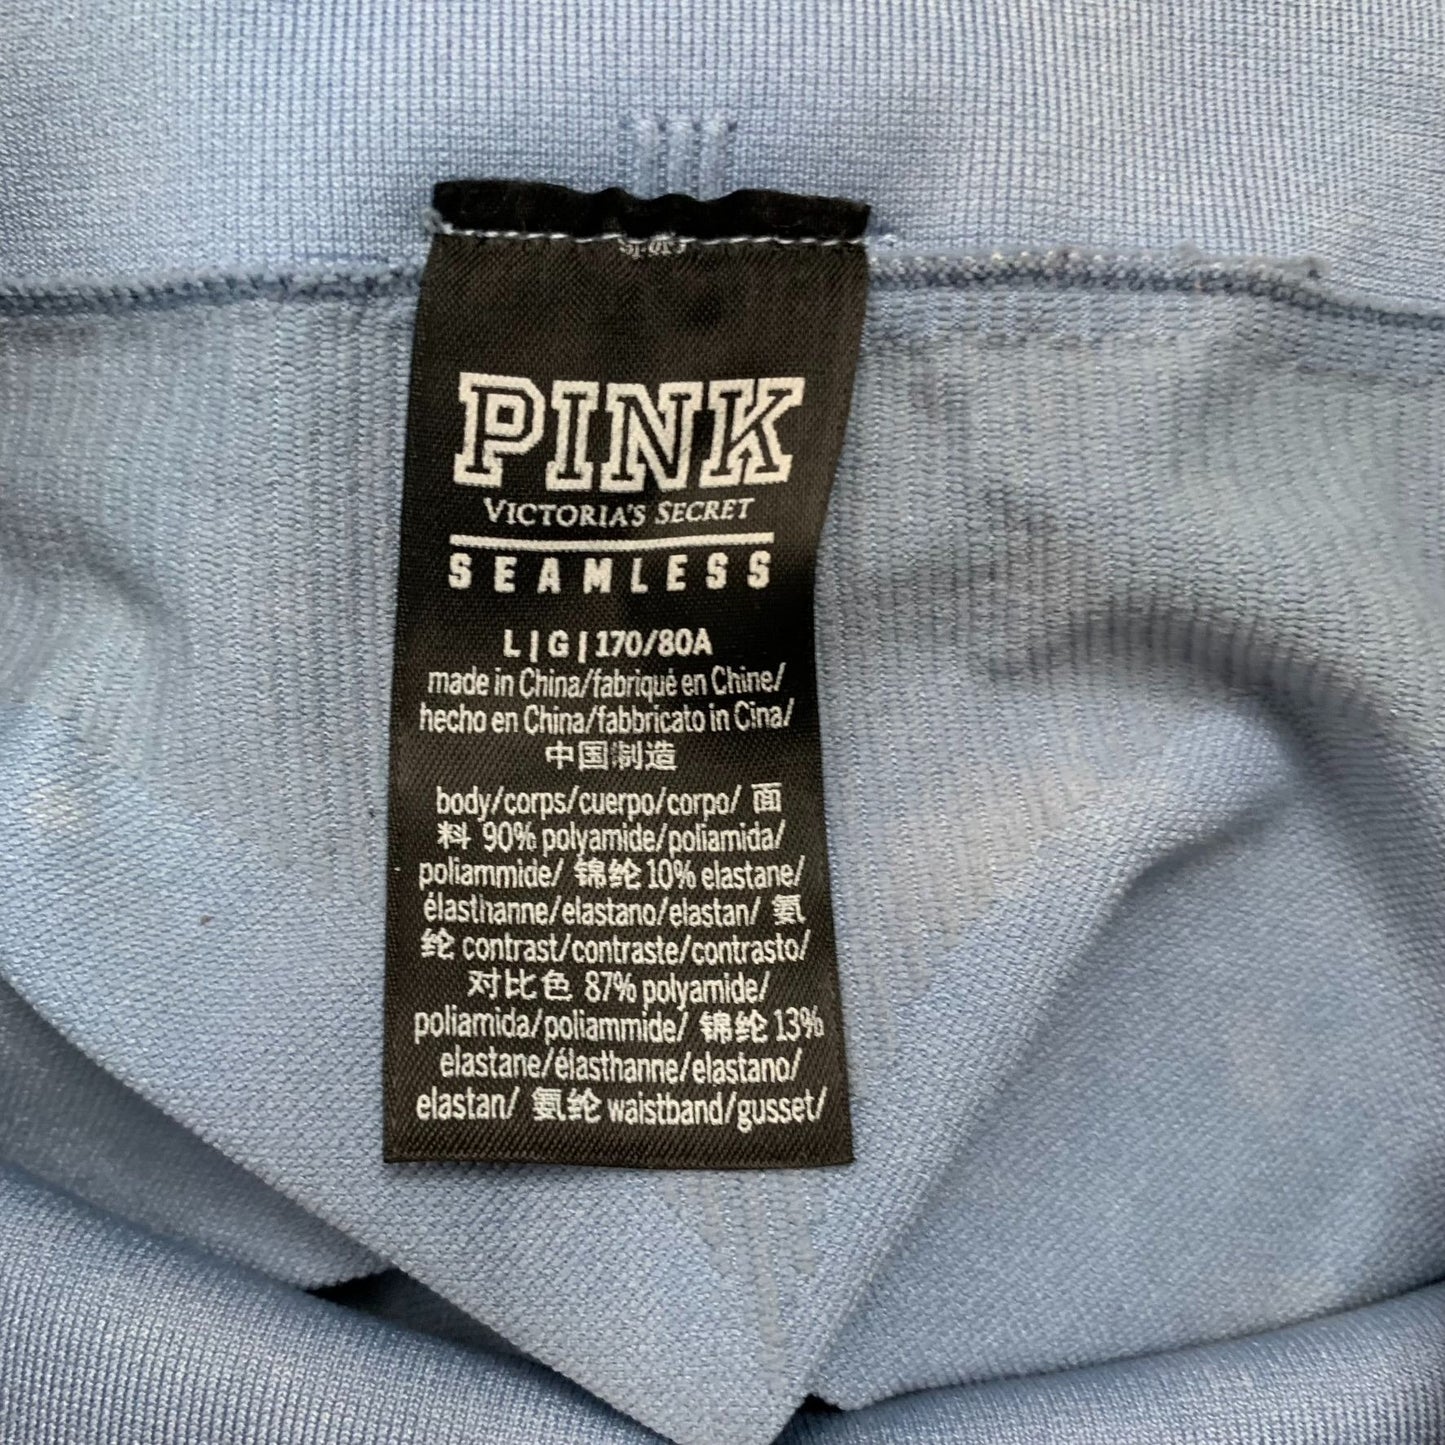 PINK
VICTORIA'S SECRET
SEAMLESS
L|G|170/80A
made in China/fabriqué en Chine/
hecho en China/fabbricato in Cina/
中国制造
body/corps/cuerpo/corpo/ 面
料 90% polyamide/poliamida/
poliammide/ 锦纶 10% elastane/
élasthanne/elastano/elastan/ 氨
纶 contrast/contraste/contrasto/
对比色 87% polyamide/
poliamida/poliammide/ 锦纶 13%
elastane/élasthanne/elastano/
elastan/ 氨纶 waistband/gusset/